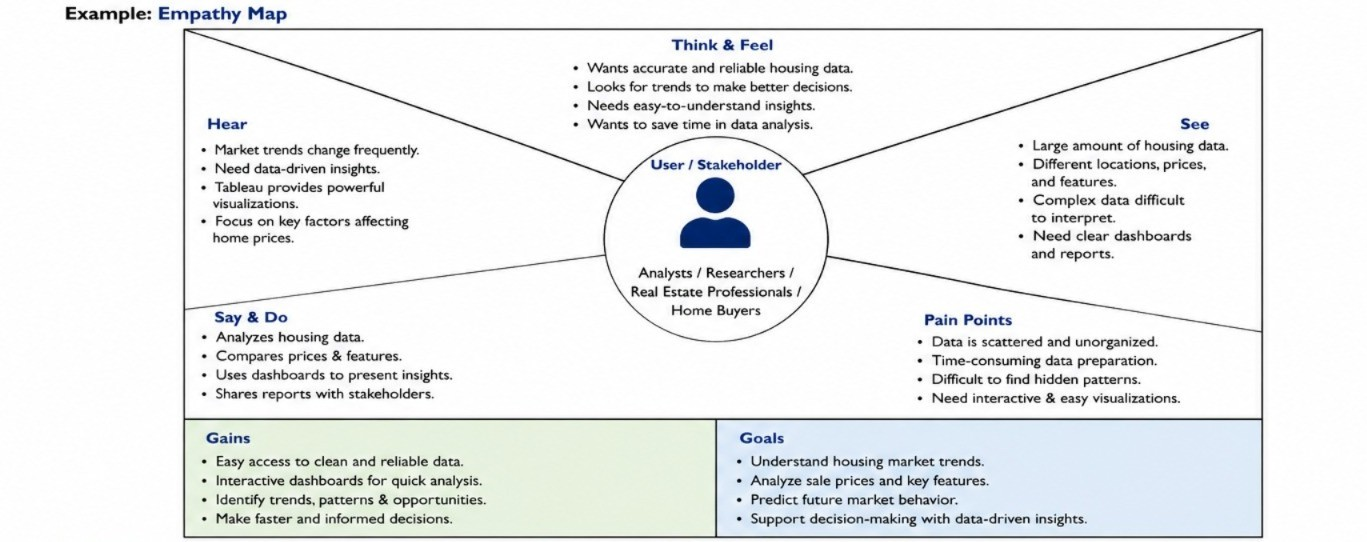 Example: Empathy Map
Think & Feel
• Wants accurate and reliable housing data.
• Looks for trends to make better decisions.
• Needs easy-to-understand insights.
• Wants to save time in data analysis.
Hear
• Market trends change frequently.
• Need data-driven insights.
• Tableau provides powerful
visualizations.
• Focus on key factors affecting
home prices.
See
• Large amount of housing data.
• Different locations, prices,
and features.
• Complex data difficult
to interpret.
• Need clear dashboards
and reports.
User / Stakeholder
Analysts / Researchers /
Real Estate Professionals /
Home Buyers
Say & Do
• Analyzes housing data.
• Compares prices & features.
• Uses dashboards to present insights.
• Shares reports with stakeholders.
Pain Points
• Data is scattered and unorganized.
• Time-consuming data preparation.
• Difficult to find hidden patterns.
• Need interactive & easy visualizations.
Gains
• Easy access to clean and reliable data.
• Interactive dashboards for quick analysis.
• Identify trends, patterns & opportunities.
• Make faster and informed decisions.
Goals
• Understand housing market trends.
• Analyze sale prices and key features.
• Predict future market behavior.
• Support decision-making with data-driven insights.